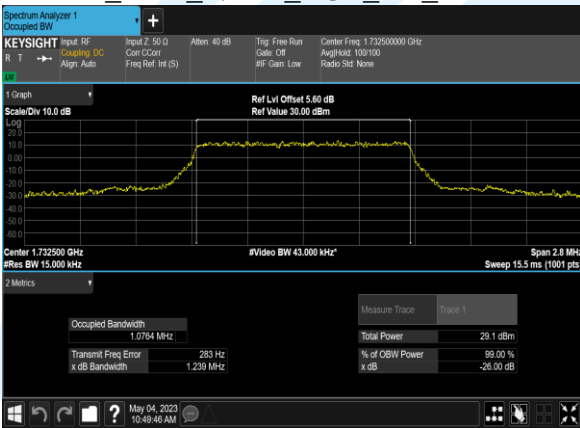 Spectrum Analyzer 1
Occupied BW
+
KEYSIGHT Input: RF Input Z: 50 Ω Atten: 40 dB Trig: Free Run Center Freq: 1.732500000 GHz
R T Coupling: DC Corr CCorr Gate: Off Avg|Hold: 100/100
Align: Auto Freq Ref: Int (S) #IF Gain: Low Radio Std: None
1 Graph
Ref Lvl Offset 5.60 dB
Scale/Div 10.0 dB Ref Value 30.00 dBm
Log
20.0
10.0
0.00
-10.0
-20.0
-30.0
-40.0
-50.0
-60.0
Center 1.732500 GHz #Video BW 43.000 kHz* Span 2.8 MHz
#Res BW 15.000 kHz Sweep 15.5 ms (1001 pts
2 Metrics
Measure Trace Trace 1
Occupied Bandwidth
1.0764 MHz Total Power 29.1 dBm
Transmit Freq Error 283 Hz % of OBW Power 99.00 %
x dB Bandwidth 1.239 MHz x dB -26.00 dB
?
May 04, 2023
10:49:46 AM